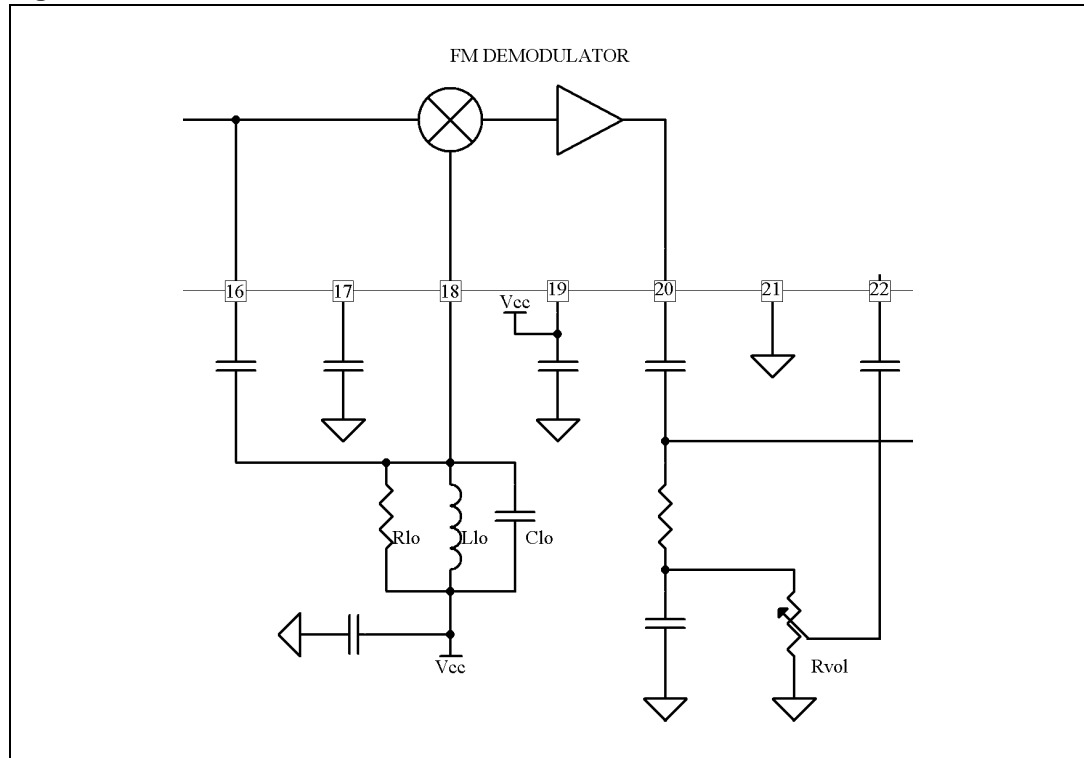 FM DEMODULATOR
16 17 18 19 20 21 22
Vcc
Rlo Llo Clo
Vcc
Rvol